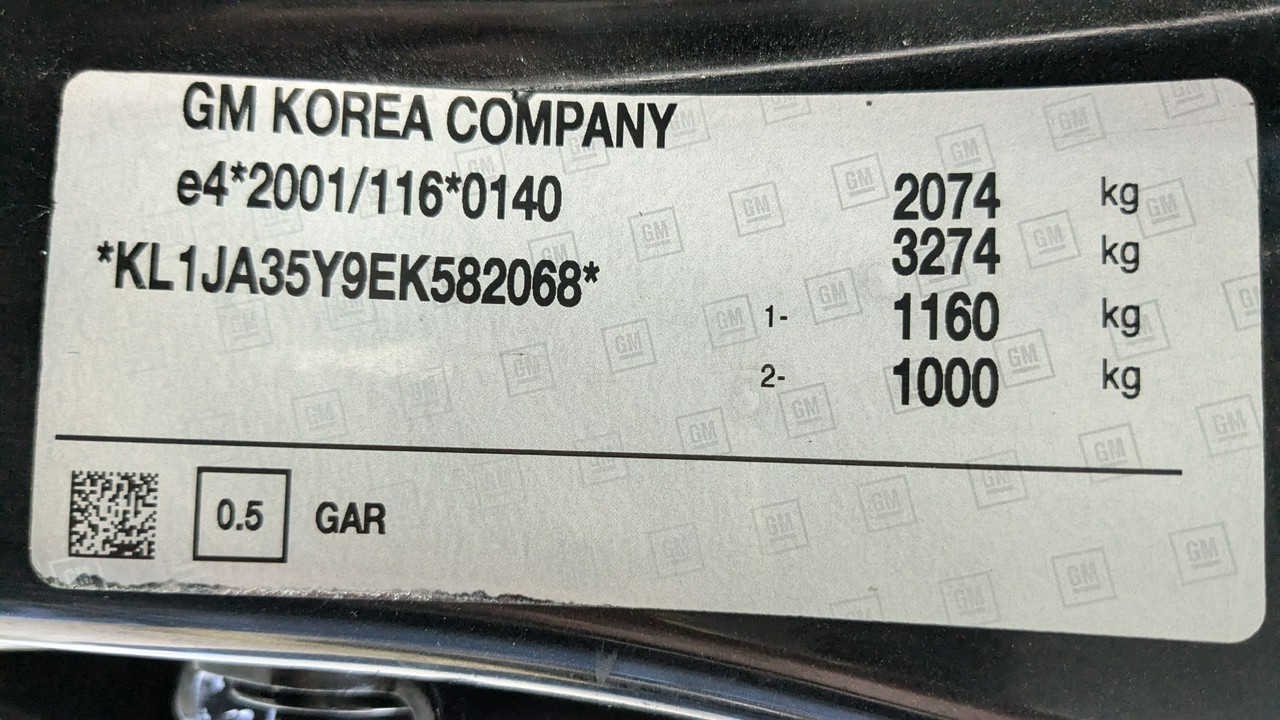 GM KOREA COMPANY
e4*2001/116*0140
*KL1JA35Y9EK582068*
2074 kg
3274 kg
1- 1160 kg
2- 1000 kg
0.5 GAR